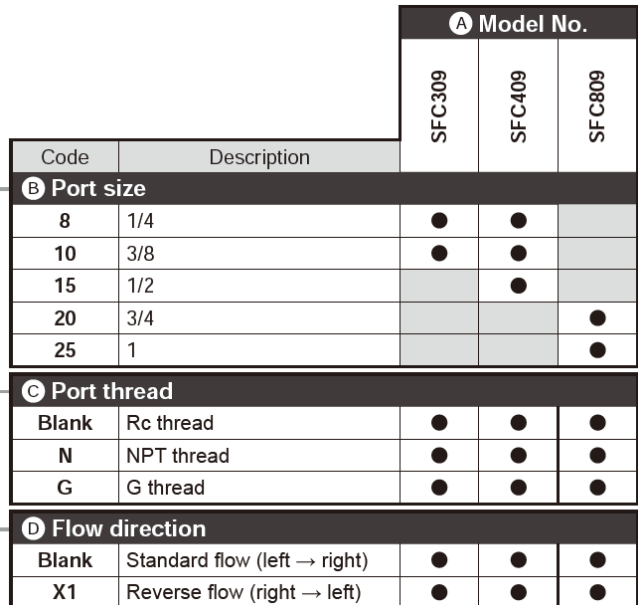 Ⓐ Model No.
SFC309 SFC409 SFC809
Code Description
Ⓑ Port size
8 1/4 ● ●
10 3/8 ● ●
15 1/2 ●
20 3/4 ●
25 1 ●
Ⓒ Port thread
Blank Rc thread ● ● ●
N NPT thread ● ● ●
G G thread ● ● ●
Ⓓ Flow direction
Blank Standard flow (left → right) ● ● ●
X1 Reverse flow (right → left) ● ● ●